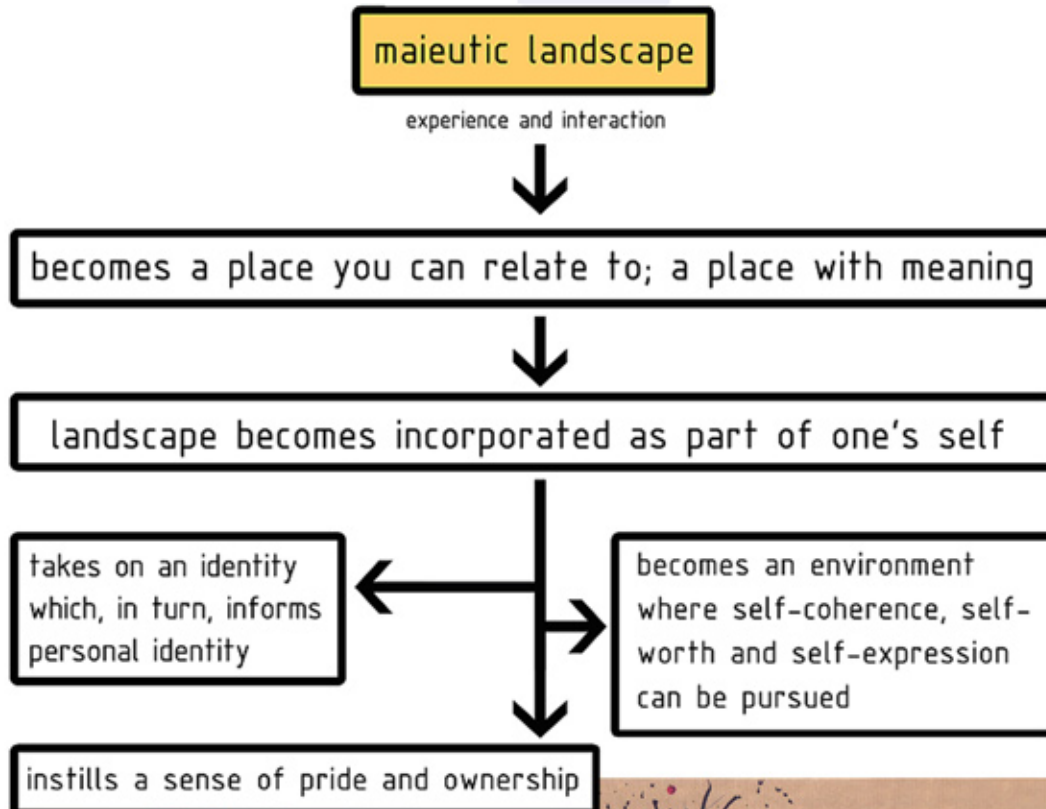 maieutic landscape
experience and interaction
becomes a place you can relate to; a place with meaning
landscape becomes incorporated as part of one's self
takes on an identity
which, in turn, informs
personal identity
becomes an environment
where self-coherence, self-
worth and self-expression
can be pursued
instills a sense of pride and ownership